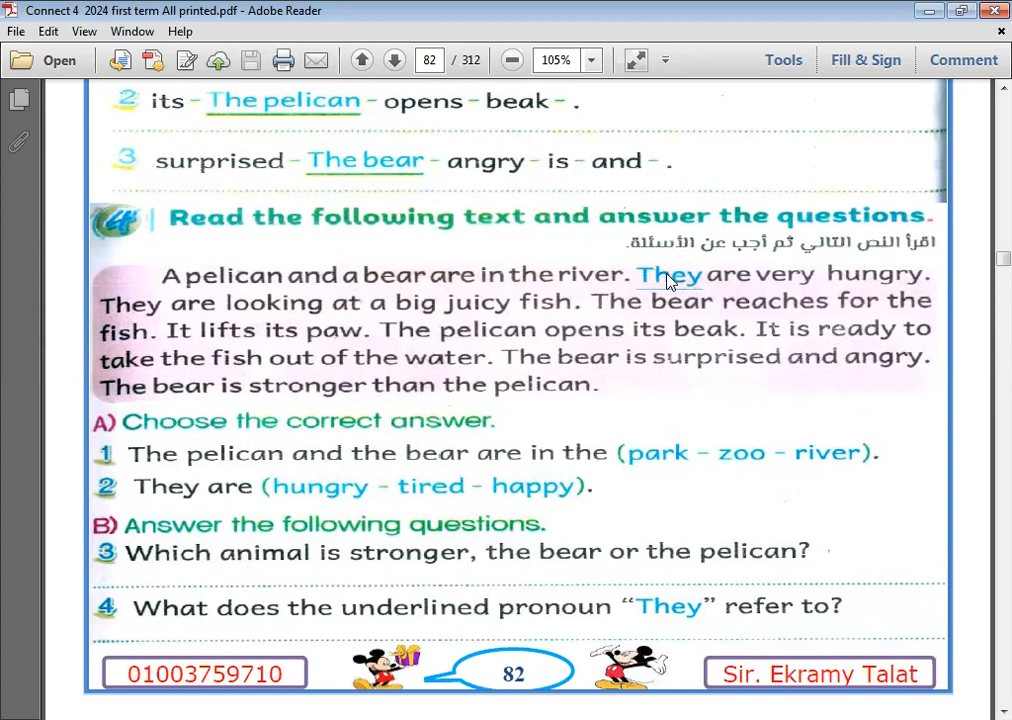 Connect 4 2024 first term All printed.pdf - Adobe Reader
File Edit View Window Help
Open 82 / 312 105% Tools Fill & Sign Comment
2 its - The pelican - opens - beak - .
3 surprised - The bear - angry - is - and - .
4 Read the following text and answer the questions.
اقرأ النص التالي ثم أجب عن الأسئلة.
A pelican and a bear are in the river. They are very hungry.
They are looking at a big juicy fish. The bear reaches for the
fish. It lifts its paw. The pelican opens its beak. It is ready to
take the fish out of the water. The bear is surprised and angry.
The bear is stronger than the pelican.
A) Choose the correct answer.
1 The pelican and the bear are in the (park - zoo - river).
2 They are (hungry - tired - happy).
B) Answer the following questions.
3 Which animal is stronger, the bear or the pelican?
4 What does the underlined pronoun “They” refer to?
01003759710 82 Sir. Ekramy Talat